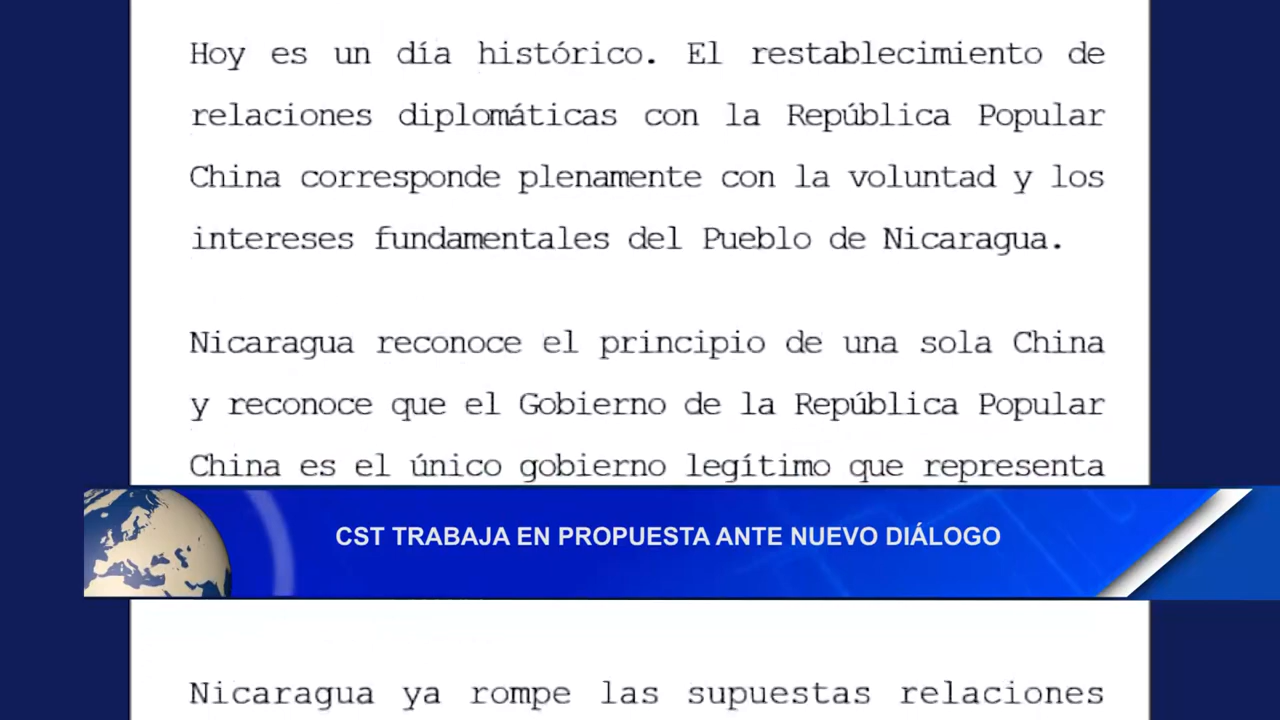 Hoy es un día histórico. El restablecimiento de
relaciones diplomáticas con la República Popular
China corresponde plenamente con la voluntad y los
intereses fundamentales del Pueblo de Nicaragua.
Nicaragua reconoce el principio de una sola China
y reconoce que el Gobierno de la República Popular
China es el único gobierno legítimo que representa
CST TRABAJA EN PROPUESTA ANTE NUEVO DIÁLOGO
Nicaragua ya rompe las supuestas relaciones